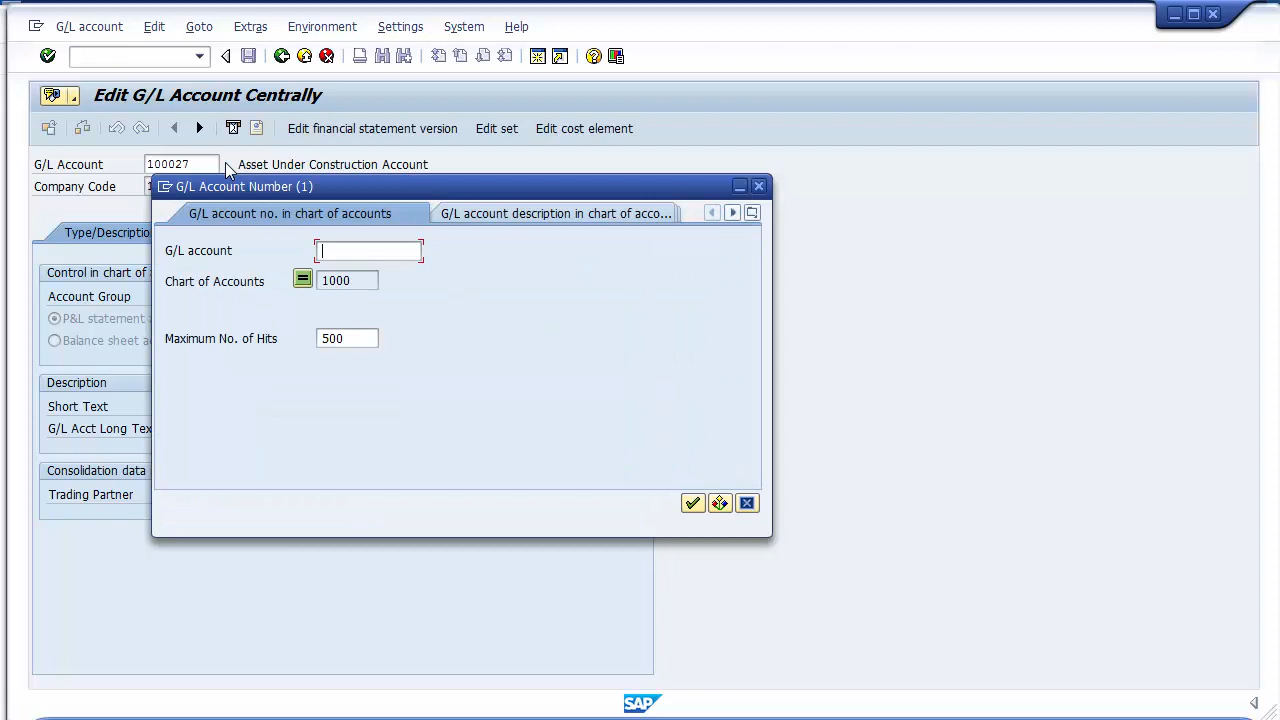 G/L account Edit Goto Extras Environment Settings System Help
Edit G/L Account Centrally
Edit financial statement version Edit set Edit cost element
G/L Account 100027 Asset Under Construction Account
Company Code 1
G/L Account Number (1)
G/L account no. in chart of accounts G/L account description in chart of acco...
Type/Descriptio
G/L account
Control in chart of
Chart of Accounts 1000
Account Group
P&L statement
Balance sheet a
Maximum No. of Hits 500
Description
Short Text
G/L Acct Long Tex
Consolidation data
Trading Partner
SAP